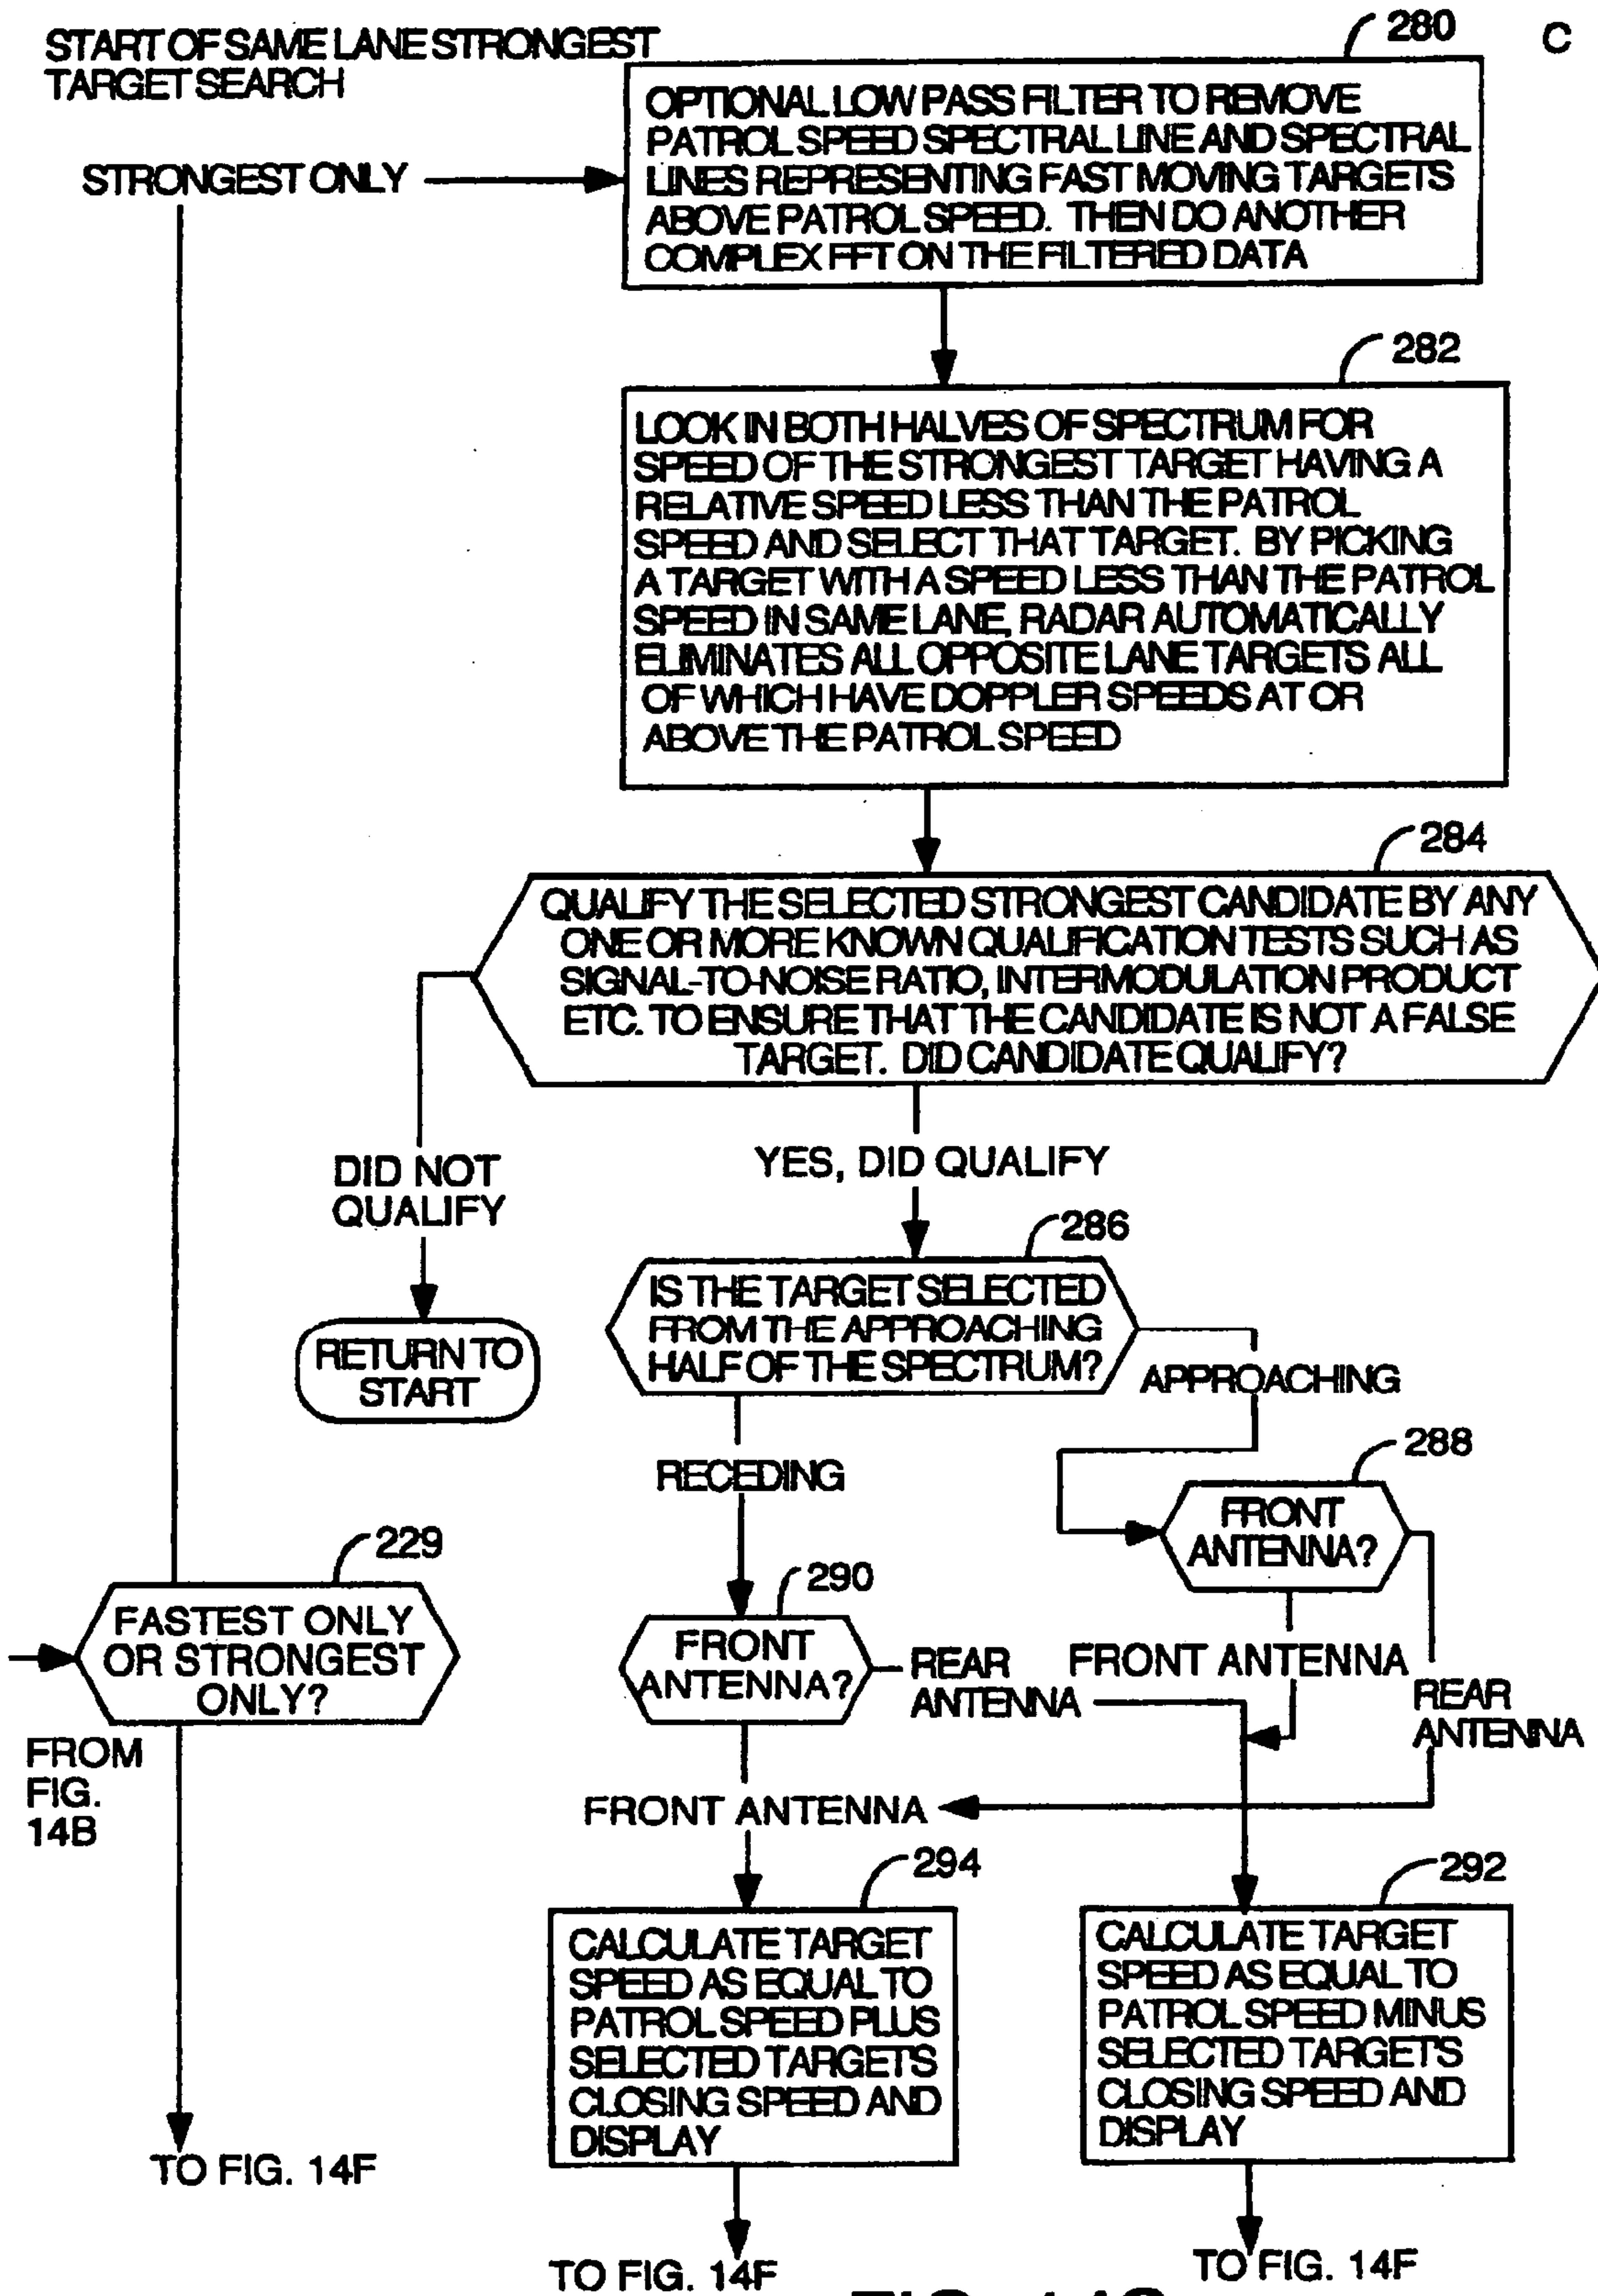 280
C
START OF SAME LANE STRONGEST
TARGET SEARCH
OPTIONAL LOW PASS FILTER TO REMOVE
PATROL SPEED SPECTRAL LINE AND SPECTRAL
LINES REPRESENTING FAST MOVING TARGETS
ABOVE PATROL SPEED. THEN DO ANOTHER
COMPLEX FFT ON THE FILTERED DATA
STRONGEST ONLY
282
LOOK IN BOTH HALVES OF SPECTRUM FOR
SPEED OF THE STRONGEST TARGET HAVING A
RELATIVE SPEED LESS THAN THE PATROL
SPEED AND SELECT THAT TARGET. BY PICKING
A TARGET WITH A SPEED LESS THAN THE PATROL
SPEED IN SAME LANE, RADAR AUTOMATICALLY
ELIMINATES ALL OPPOSITE LANE TARGETS ALL
OF WHICH HAVE DOPPLER SPEEDS AT OR
ABOVE THE PATROL SPEED
284
QUALIFY THE SELECTED STRONGEST CANDIDATE BY ANY
ONE OR MORE KNOWN QUALIFICATION TESTS SUCH AS
SIGNAL-TO-NOISE RATIO, INTERMODULATION PRODUCT
ETC. TO ENSURE THAT THE CANDIDATE IS NOT A FALSE
TARGET. DID CANDIDATE QUALIFY?
DID NOT
QUALIFY
YES, DID QUALIFY
RETURN TO
START
286
IS THE TARGET SELECTED
FROM THE APPROACHING
HALF OF THE SPECTRUM?
APPROACHING
RECEDING
288
FRONT
ANTENNA?
229
FASTEST ONLY
OR STRONGEST
ONLY?
FROM
FIG.
14B
290
FRONT
ANTENNA?
REAR
ANTENNA
FRONT ANTENNA
REAR
ANTENNA
FRONT ANTENNA
294
CALCULATE TARGET
SPEED AS EQUAL TO
PATROL SPEED PLUS
SELECTED TARGETS
CLOSING SPEED AND
DISPLAY
292
CALCULATE TARGET
SPEED AS EQUAL TO
PATROL SPEED MINUS
SELECTED TARGET'S
CLOSING SPEED AND
DISPLAY
TO FIG. 14F
TO FIG. 14F
TO FIG. 14F